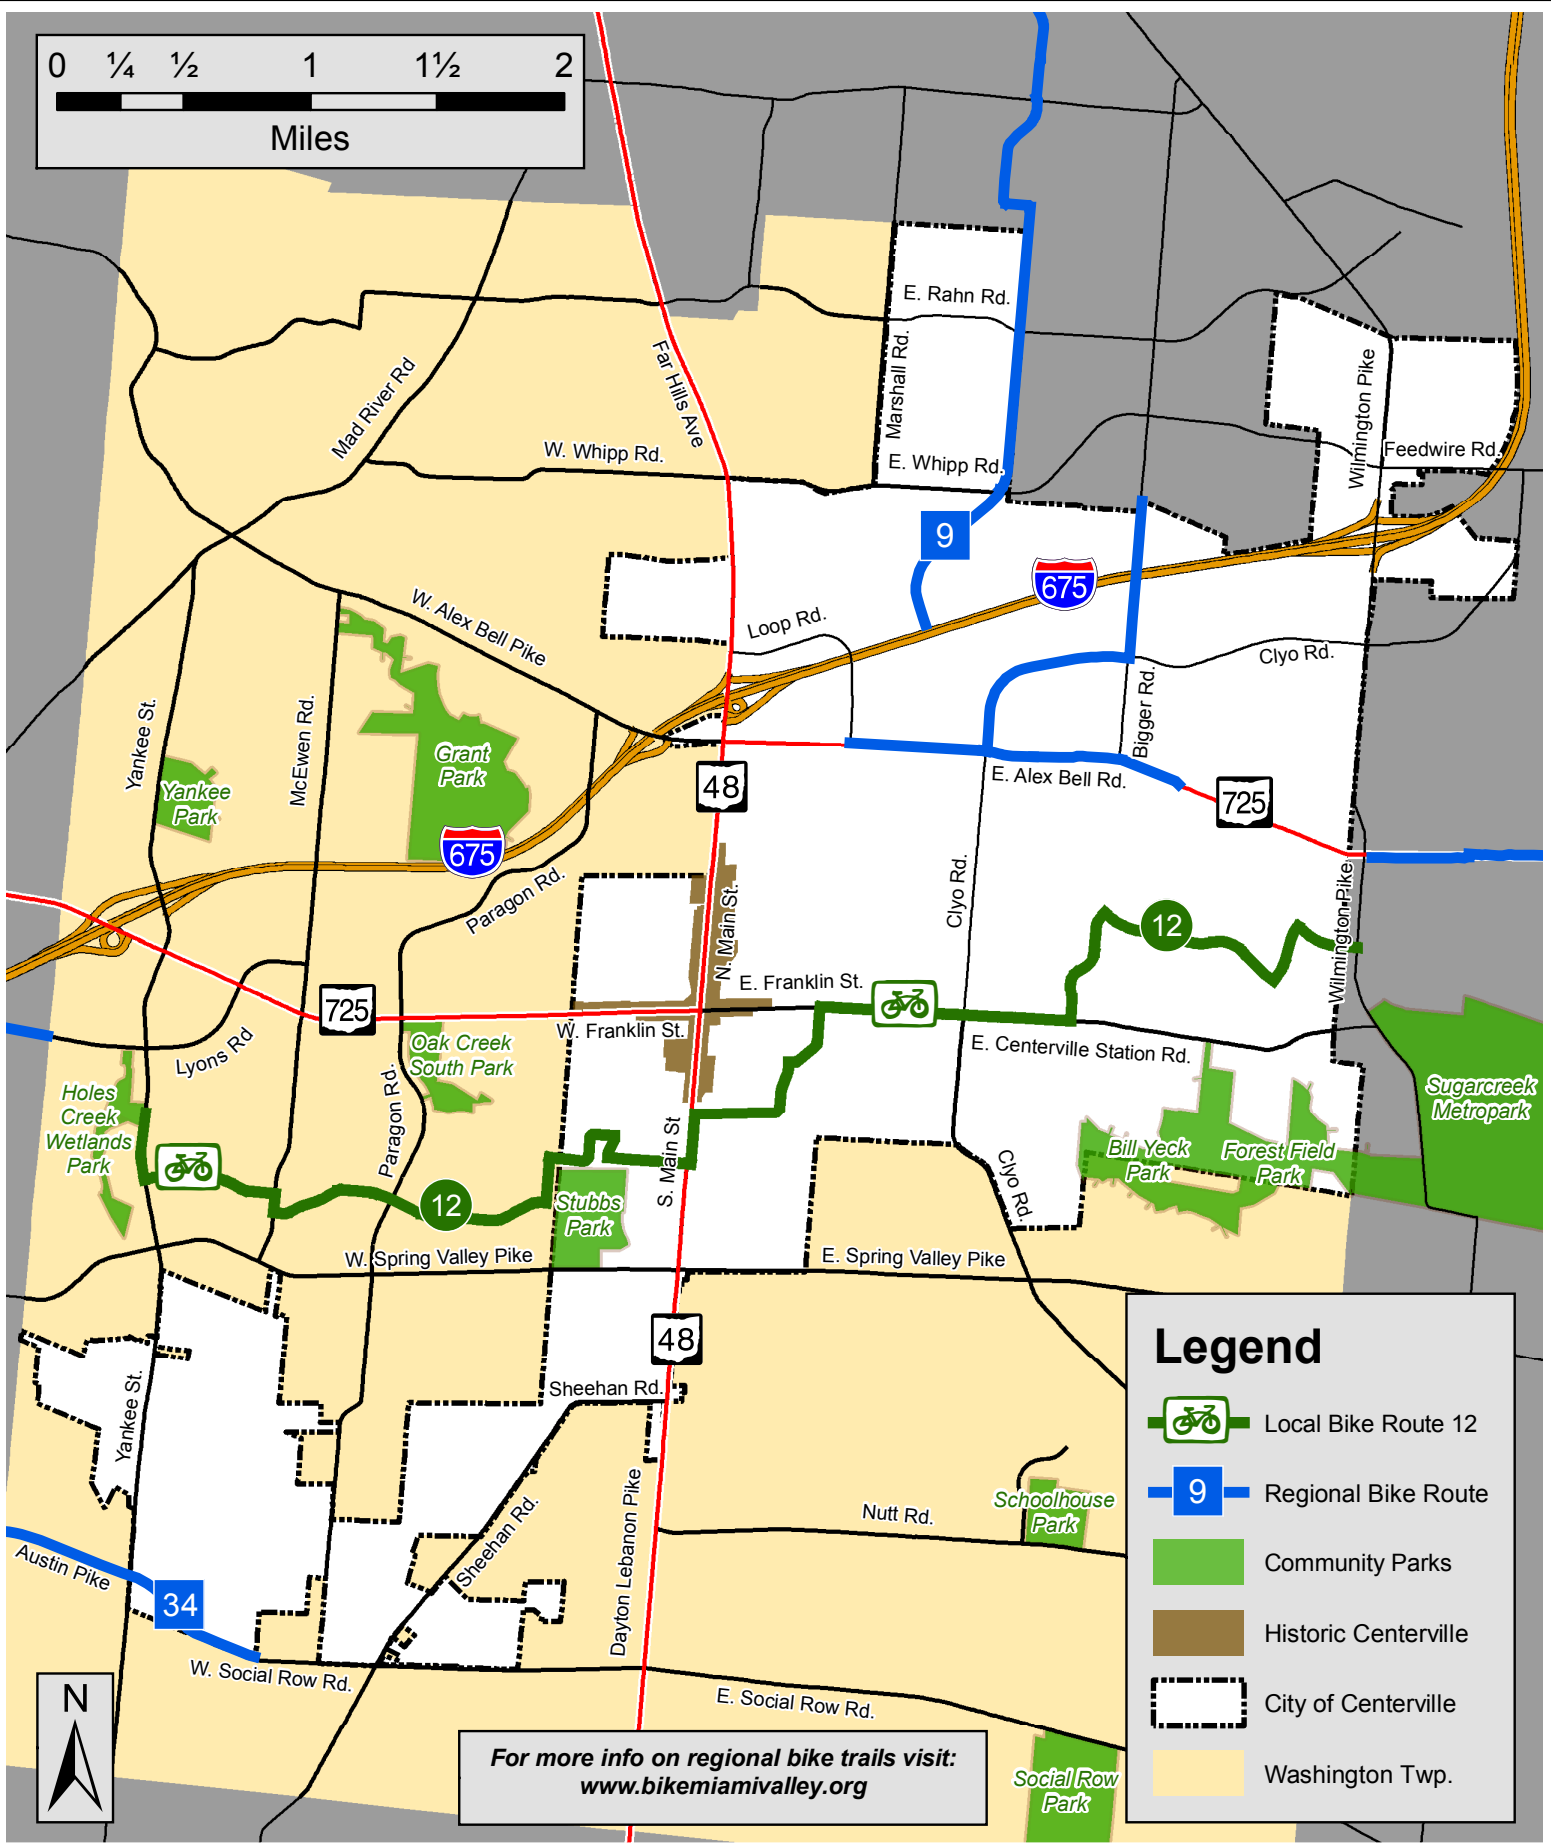 0 ¼ ½ 1 1½ 2
Miles
E. Rahn Rd.
Marshall Rd.
Far Hills Ave
Mad River Rd
W. Whipp Rd.
E. Whipp Rd.
Wilmington Pike
Feedwire Rd.
9
675
W. Alex Bell Pike
Loop Rd.
Clyo Rd.
Yankee St.
McEwen Rd.
Bigger Rd.
Grant
Park
Yankee
Park
48
E. Alex Bell Rd.
725
675
Paragon Rd.
N. Main St.
Clyo Rd.
12
Wilmington Pike
E. Franklin St.
725
W. Franklin St.
Lyons Rd
Oak Creek
South Park
E. Centerville Station Rd.
Holes
Creek
Wetlands
Park
Paragon Rd.
Sugarcreek
Metropark
S. Main St
Bill Yeck
Park
Forest Field
Park
Clyo Rd.
12
Stubbs
Park
W. Spring Valley Pike
E. Spring Valley Pike
48
Sheehan Rd.
Yankee St.
Sheehan Rd.
Dayton Lebanon Pike
Nutt Rd.
Schoolhouse
Park
Austin Pike
34
W. Social Row Rd.
E. Social Row Rd.
Social Row
Park
N
For more info on regional bike trails visit:
www.bikemiamivalley.org
Legend
Local Bike Route 12
9 Regional Bike Route
Community Parks
Historic Centerville
City of Centerville
Washington Twp.